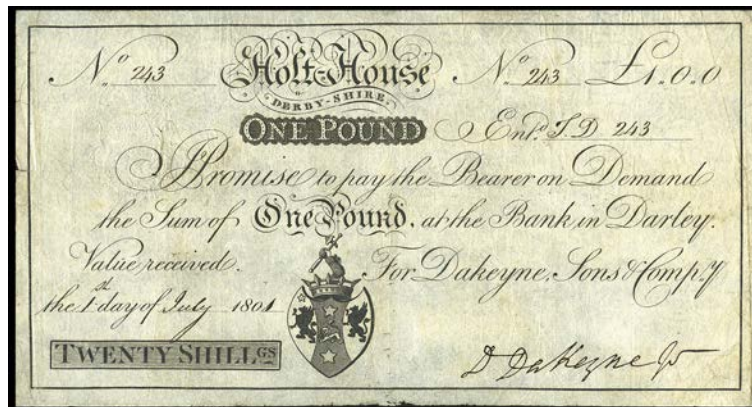 No. 243 Holt-House No. 243 £1.0.0
DERBY-SHIRE.
ONE POUND Entd. T.D 243
I Promise to pay the Bearer on Demand
the Sum of One Pound. at the Bank in Darley.
Value received. For Dakeyne, Sons & Comp.y
the 1st day of July 1801
TWENTY SHILLGS
D Dakeyne Jr